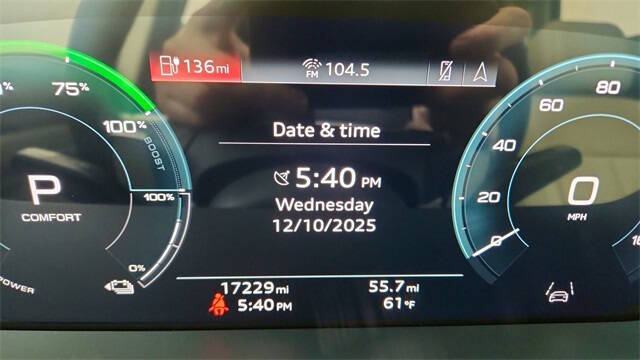 136mi
FM 104.5
75%
100%
BOOST
P
COMFORT
100%
0%
POWER
Date & time
5:40 PM
Wednesday
12/10/2025
17229mi
5:40 PM
55.7mi
61°F
80
60
40
20
0
0
MPH